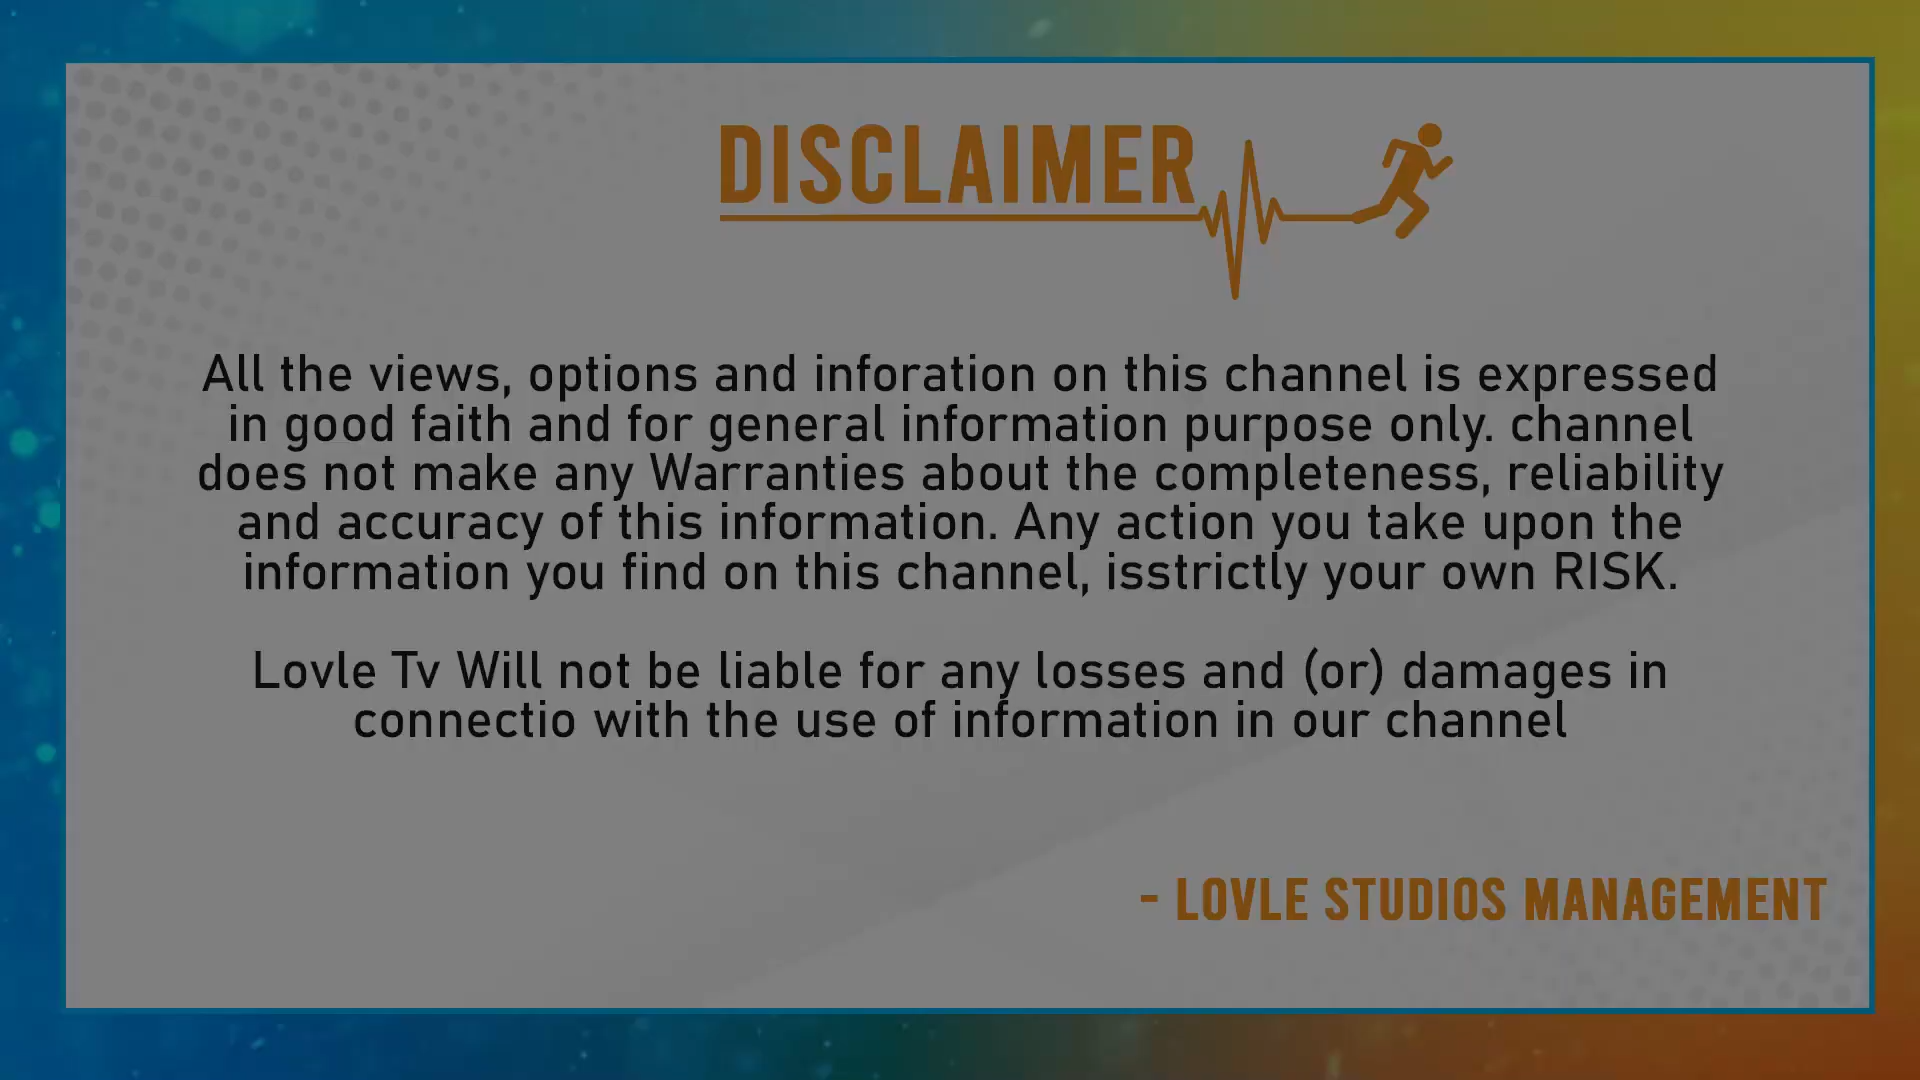 DISCLAIMER
All the views, options and inforation on this channel is expressed
in good faith and for general information purpose only. channel
does not make any Warranties about the completeness, reliability
and accuracy of this information. Any action you take upon the
information you find on this channel, isstrictly your own RISK.
Lovle Tv Will not be liable for any losses and (or) damages in
connectio with the use of information in our channel
- LOVLE STUDIOS MANAGEMENT